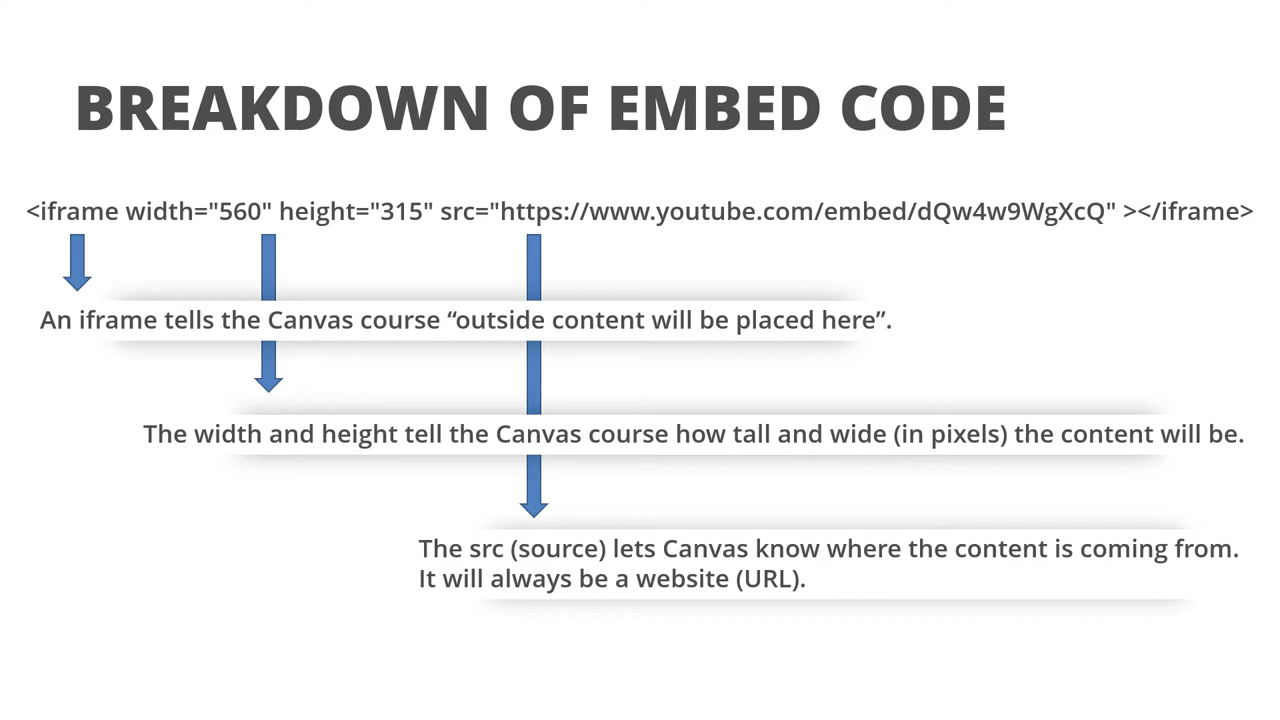 BREAKDOWN OF EMBED CODE
<iframe width="560" height="315" src="https://www.youtube.com/embed/dQw4w9WgXcQ" ></iframe>
An iframe tells the Canvas course “outside content will be placed here”.
The width and height tell the Canvas course how tall and wide (in pixels) the content will be.
The src (source) lets Canvas know where the content is coming from.
It will always be a website (URL).